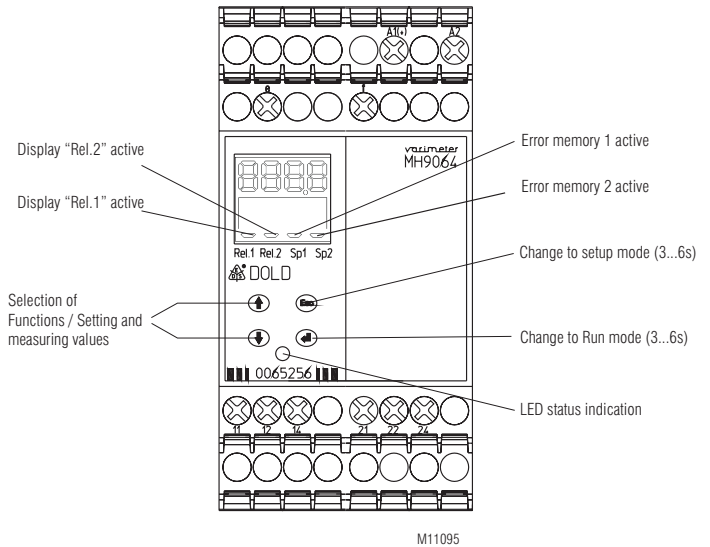 A1(+)
A2
e
i
varimeter
MH9064
Display “Rel.2” active
Display “Rel.1” active
Error memory 1 active
Error memory 2 active
Rel.1 Rel.2 Sp1 Sp2
DOLD
Esc
Change to setup mode (3...6s)
Selection of
Functions / Setting and
measuring values
Change to Run mode (3...6s)
0065256
LED status indication
11 12 14 21 22 24
M11095